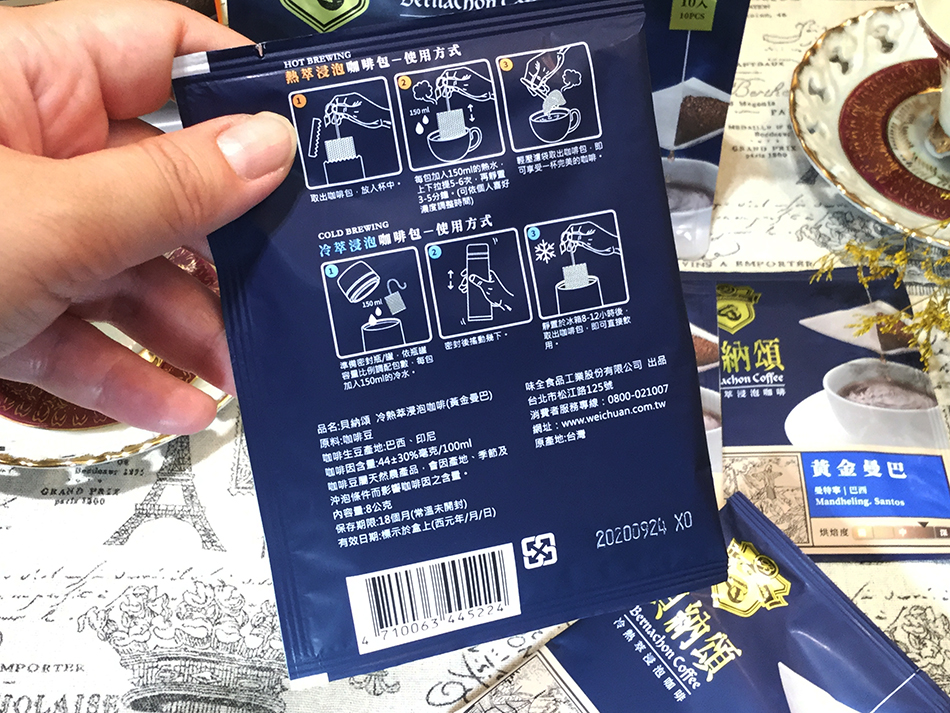 Bernachon Coffee
10入
10PCS
HOT BREWING
熱萃浸泡咖啡包－使用方式
1
2
3
150 ml
取出咖啡包，放入杯中。
每包加入150ml的熱水，
上下拉提5-6次，再靜置
3-5分鐘。(可依個人喜好
濃度調整時間)
輕壓濾袋取出咖啡包，即
可享受一杯完美的咖啡。
COLD BREWING
冷萃浸泡咖啡包－使用方式
1
2
3
150 ml
準備密封瓶/罐，依瓶罐
容量比例調配包數，每包
加入150ml的冷水。
密封後搖動幾下。
靜置於冰箱8-12小時後，
取出咖啡包，即可直接飲
用。
品名:貝納頌 冷熱萃浸泡咖啡(黃金曼巴)
原料:咖啡豆
咖啡生豆產地:巴西、印尼
咖啡因含量:44±30%毫克/100ml
咖啡豆屬天然農產品，會因產地、季節及
沖泡條件而影響咖啡因之含量。
內容量:8公克
保存期限:18個月(常溫未開封)
有效日期:標示於盒上(西元年/月/日)
味全食品工業股份有限公司 出品
台北市松江路125號
消費者服務專線：0800-021007
網址：www.weichuan.com.tw
原產地:台灣
20200924 XO
4 710063 445224
納頌
achon Coffee
萃浸泡咖啡
黃金曼巴
曼特寧 | 巴西
Mandheling, Santos
烘焙度
中
貝納頌
Bernachon Coffee
冷熱萃浸泡咖啡
GRAND PRIX
paris 1900
GRAND PRIX
MPORTER